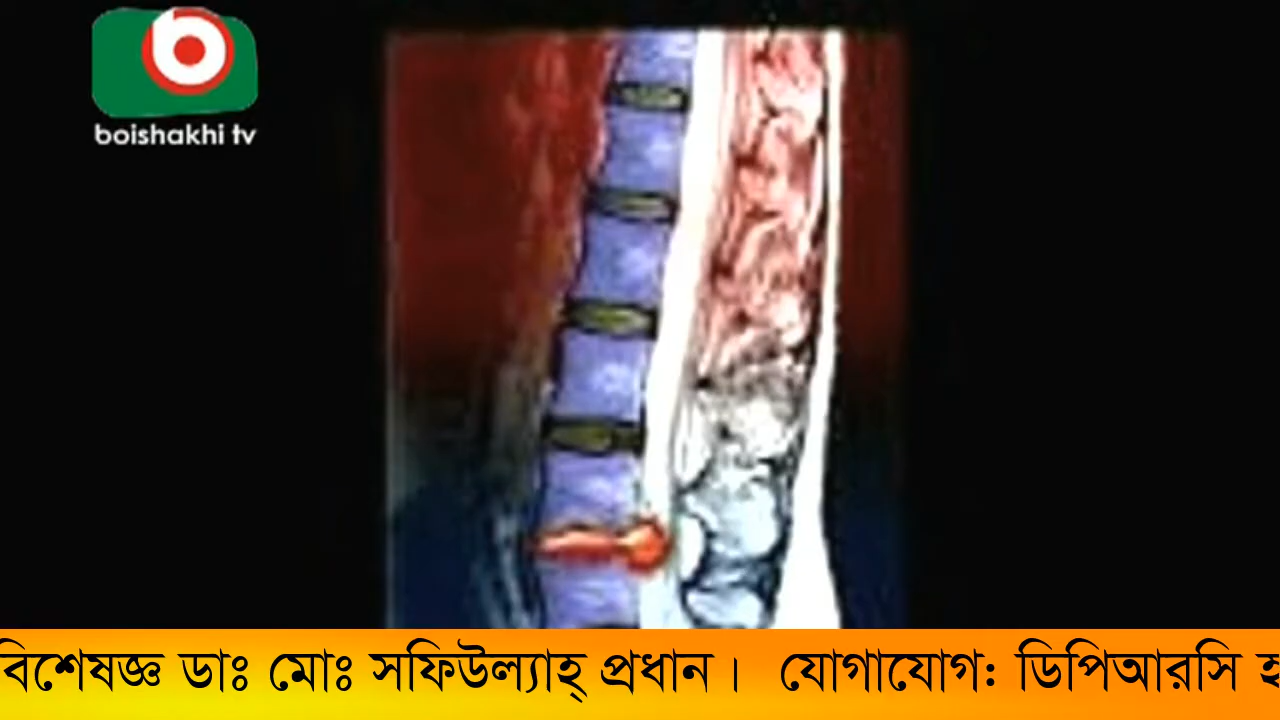 boishakhi tv
বিশেষজ্ঞ ডাঃ মোঃ সফিউল্যাহ্ প্রধান। যোগাযোগ: ডিপিআরসি